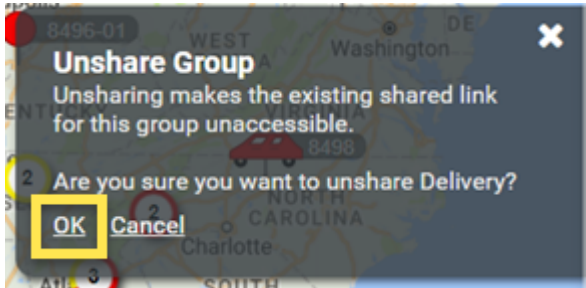 8496-01
WEST
Washington
DE
Unshare Group
Unsharing makes the existing shared link
for this group unaccessible.
8498
2
Are you sure you want to unshare Delivery?
NORTH
CAROLINA
2
OK Cancel
Charlotte
3
SOUTH